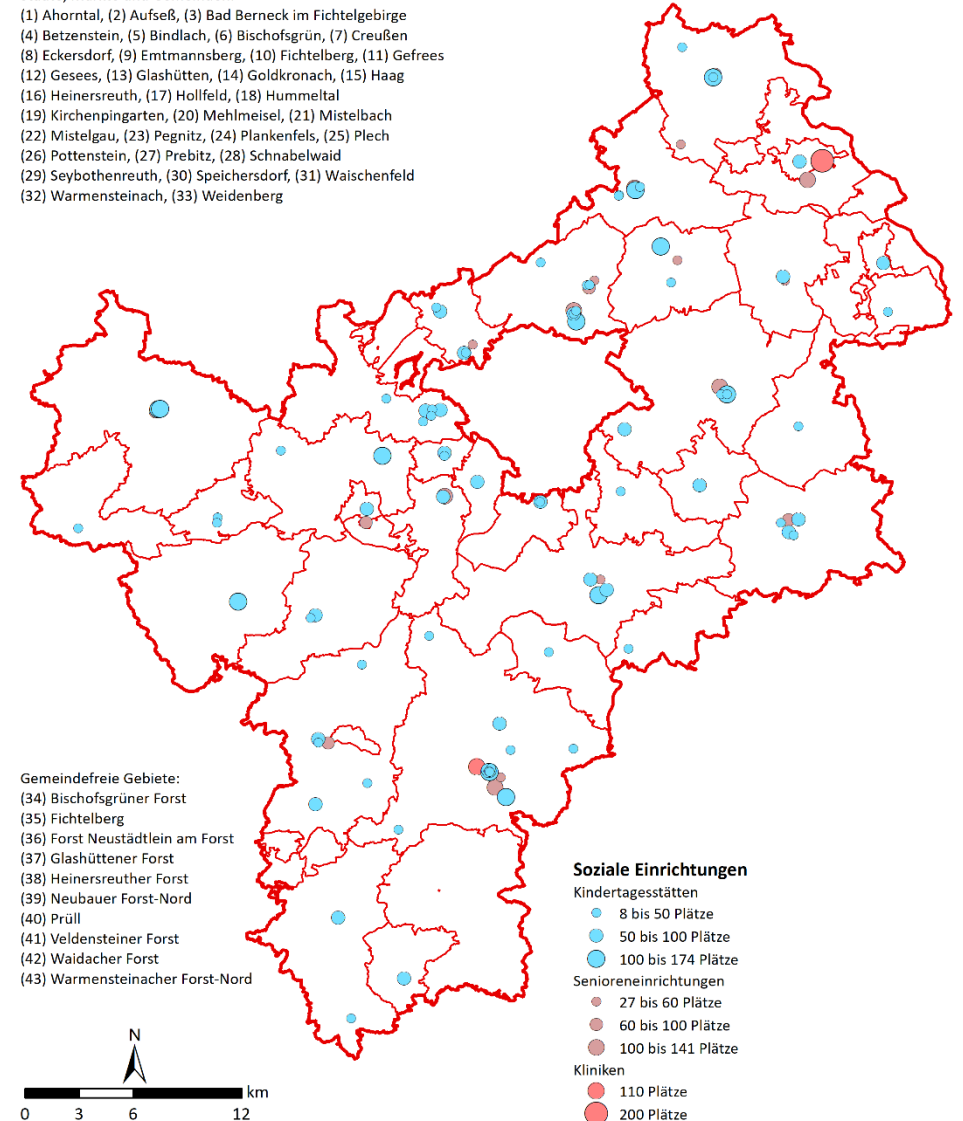 (1) Ahorntal, (2) Aufseß, (3) Bad Berneck im Fichtelgebirge
(4) Betzenstein, (5) Bindlach, (6) Bischofsgrün, (7) Creußen
(8) Eckersdorf, (9) Emtmannsberg, (10) Fichtelberg, (11) Gefrees
(12) Gesees, (13) Glashütten, (14) Goldkronach, (15) Haag
(16) Heinersreuth, (17) Hollfeld, (18) Hummeltal
(19) Kirchenpingarten, (20) Mehlmeisel, (21) Mistelbach
(22) Mistelgau, (23) Pegnitz, (24) Plankenfels, (25) Plech
(26) Pottenstein, (27) Prebitz, (28) Schnabelwaid
(29) Seybothenreuth, (30) Speichersdorf, (31) Waischenfeld
(32) Warmensteinach, (33) Weidenberg
Gemeindefreie Gebiete:
(34) Bischofsgrüner Forst
(35) Fichtelberg
(36) Forst Neustädtlein am Forst
(37) Glashüttener Forst
(38) Heinersreuther Forst
(39) Neubauer Forst-Nord
(40) Prüll
(41) Veldensteiner Forst
(42) Waidacher Forst
(43) Warmensteinacher Forst-Nord
N
km
0 3 6 12
Soziale Einrichtungen
Kindertagesstätten
8 bis 50 Plätze
50 bis 100 Plätze
100 bis 174 Plätze
Senioreneinrichtungen
27 bis 60 Plätze
60 bis 100 Plätze
100 bis 141 Plätze
Kliniken
110 Plätze
200 Plätze